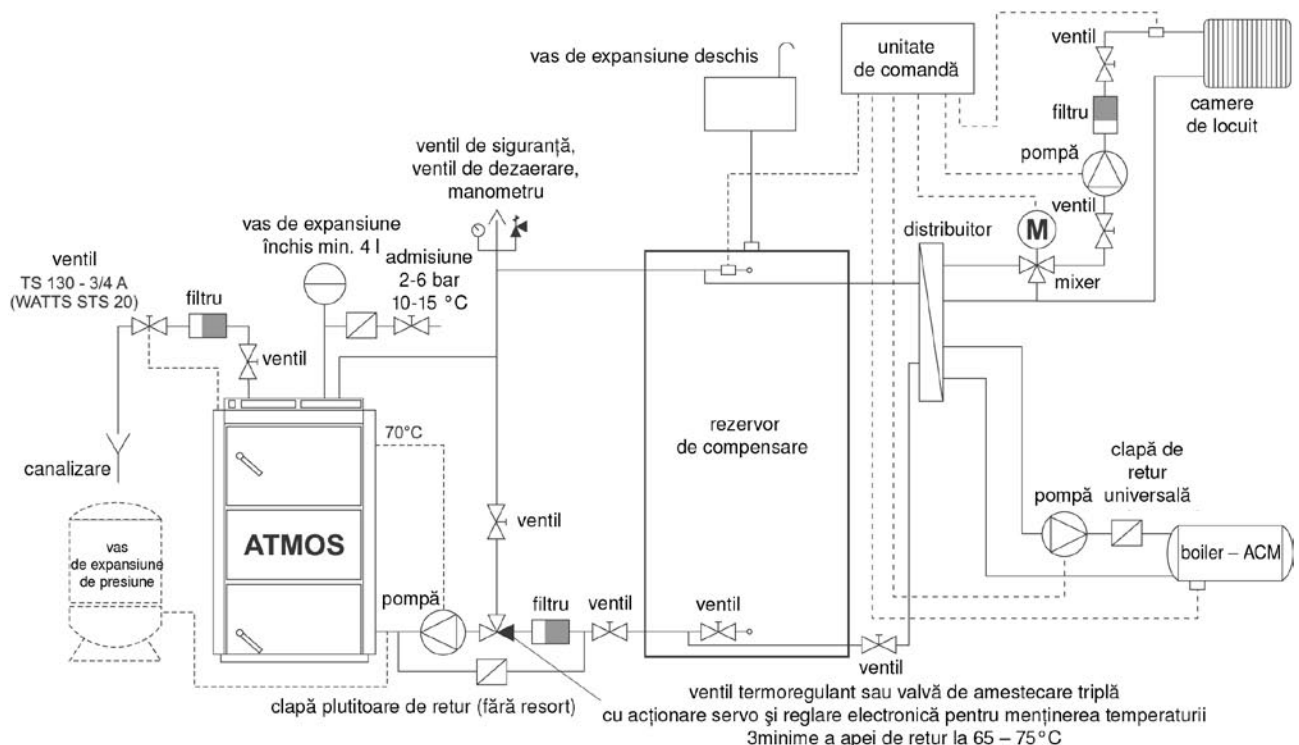 vas de expansiune deschis
unitate
de comandă
ventil
filtru
camere
de locuit
pompă
ventil
ventil de siguranță,
ventil de dezaerare,
manometru
vas de expansiune
închis min. 4 l
admisiune
2-6 bar
10-15 °C
distribuitor
M
mixer
ventil
TS 130 - 3/4 A
(WATTS STS 20)
filtru
ventil
70°C
canalizare
rezervor
de compensare
clapă de
retur
universală
pompă
boiler – ACM
ventil
ATMOS
vas
de expansiune
de presiune
pompă
filtru
ventil
ventil
ventil
clapă plutitoare de retur (fără resort)
ventil termoregulant sau valvă de amestecare triplă
cu acționare servo şi reglare electronică pentru menținerea temperaturii
3minime a apei de retur la 65 – 75°C